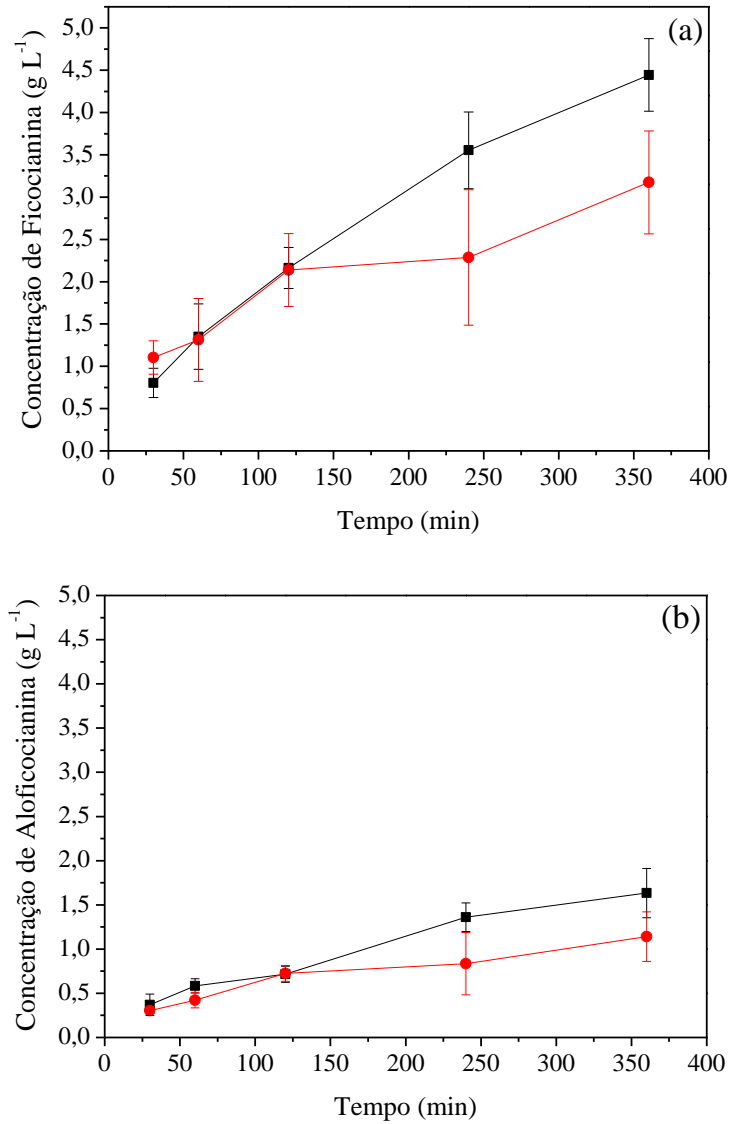 (a)
Concentração de Ficocianina (g L⁻¹)
5,0
4,5
4,0
3,5
3,0
2,5
2,0
1,5
1,0
0,5
0,0
0 50 100 150 200 250 300 350 400
Tempo (min)
(b)
Concentração de Aloficocianina (g L⁻¹)
5,0
4,5
4,0
3,5
3,0
2,5
2,0
1,5
1,0
0,5
0,0
0 50 100 150 200 250 300 350 400
Tempo (min)